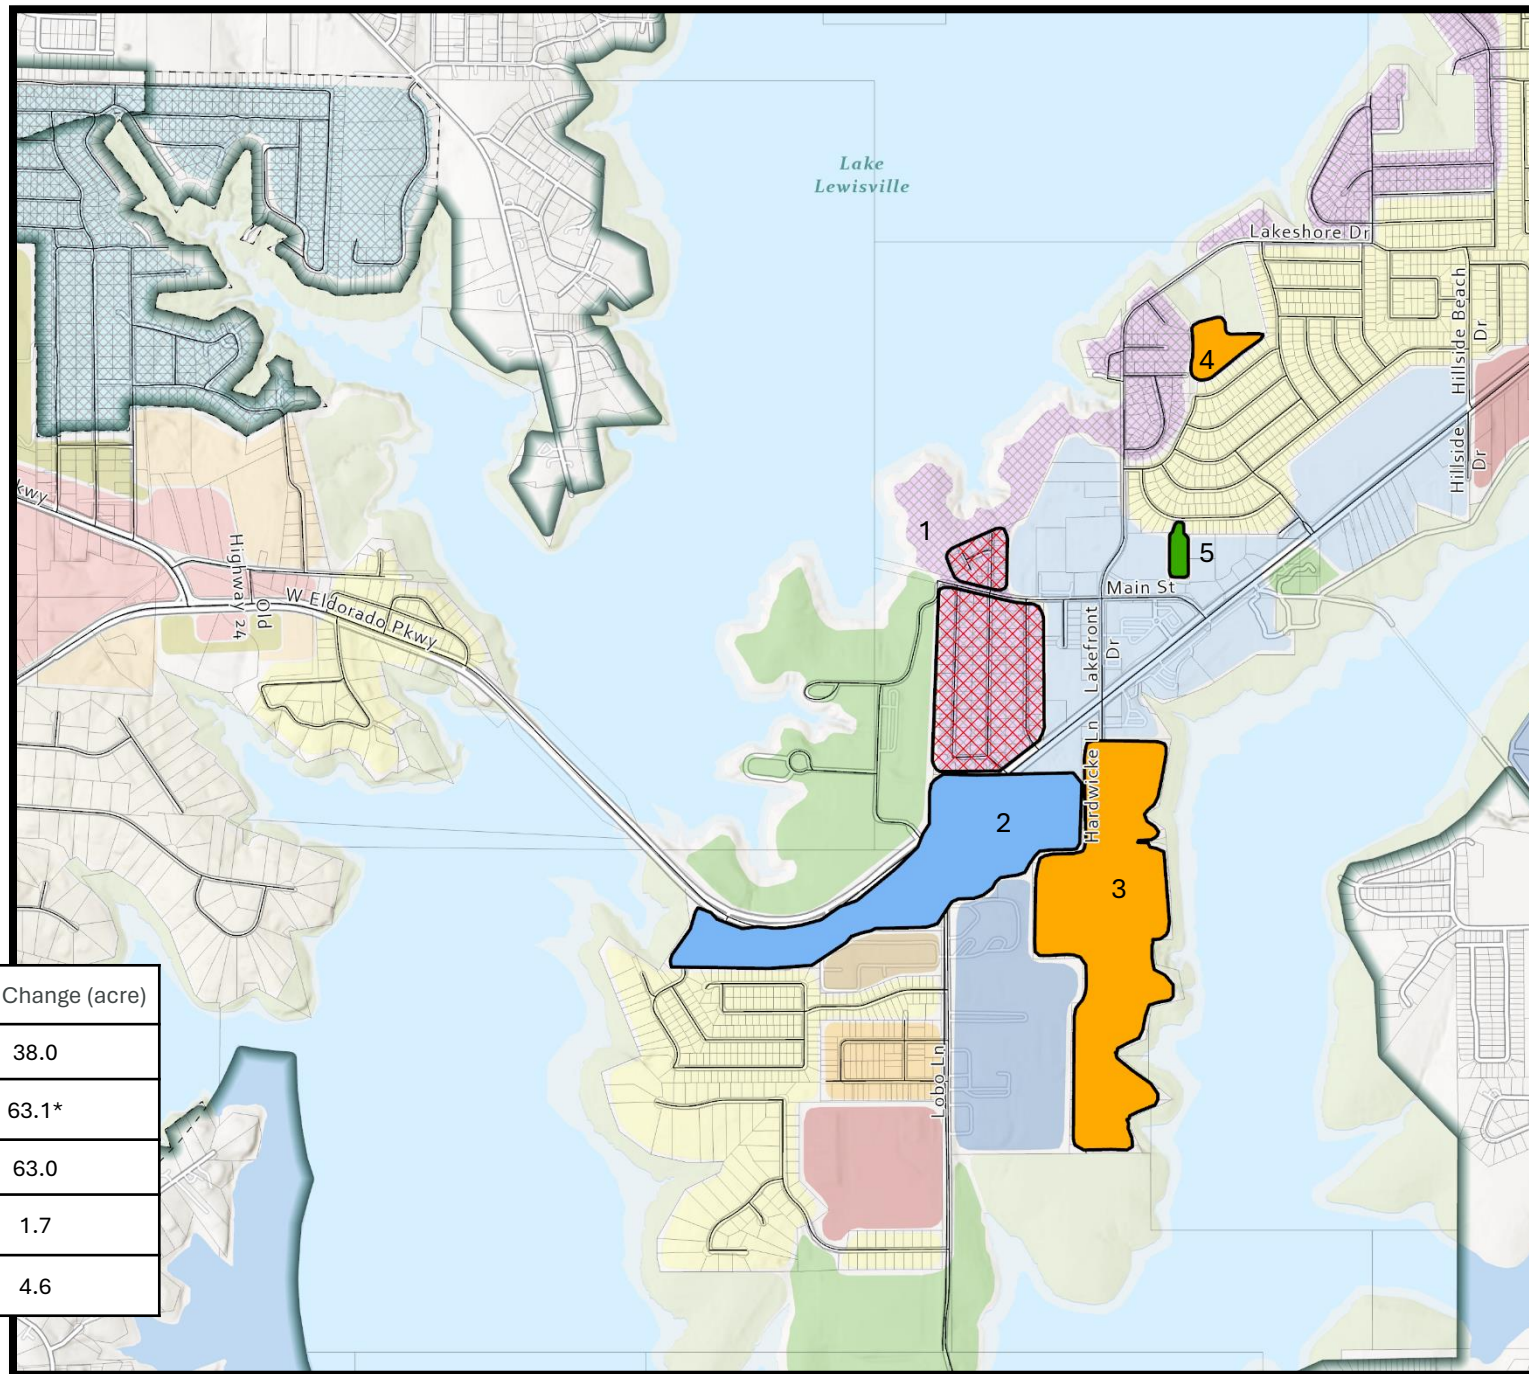 Lake
Lewisville
Lakeshore Dr
Hillside Beach
Dr
Hillside
Dr
4
1
5
Main St
kwy
Highway 24
Old
W Eldorado Pkwy
Lakefront
Dr
Hardwicke Ln
2
3
Lobo Ln
Change (acre)
38.0
63.1*
63.0
1.7
4.6